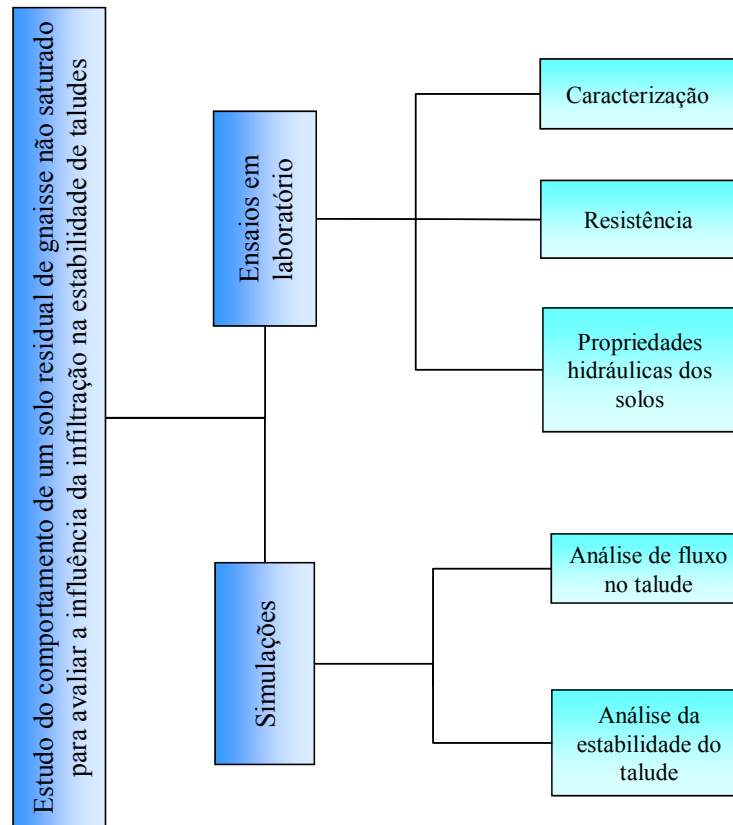 Estudo do comportamento de um solo residual de gnaisse não saturado
para avaliar a influência da infiltração na estabilidade de taludes
Ensaios em
laboratório
Caracterização
Resistência
Propriedades
hidráulicas dos
solos
Simulações
Análise de fluxo
no talude
Análise da
estabilidade do
talude